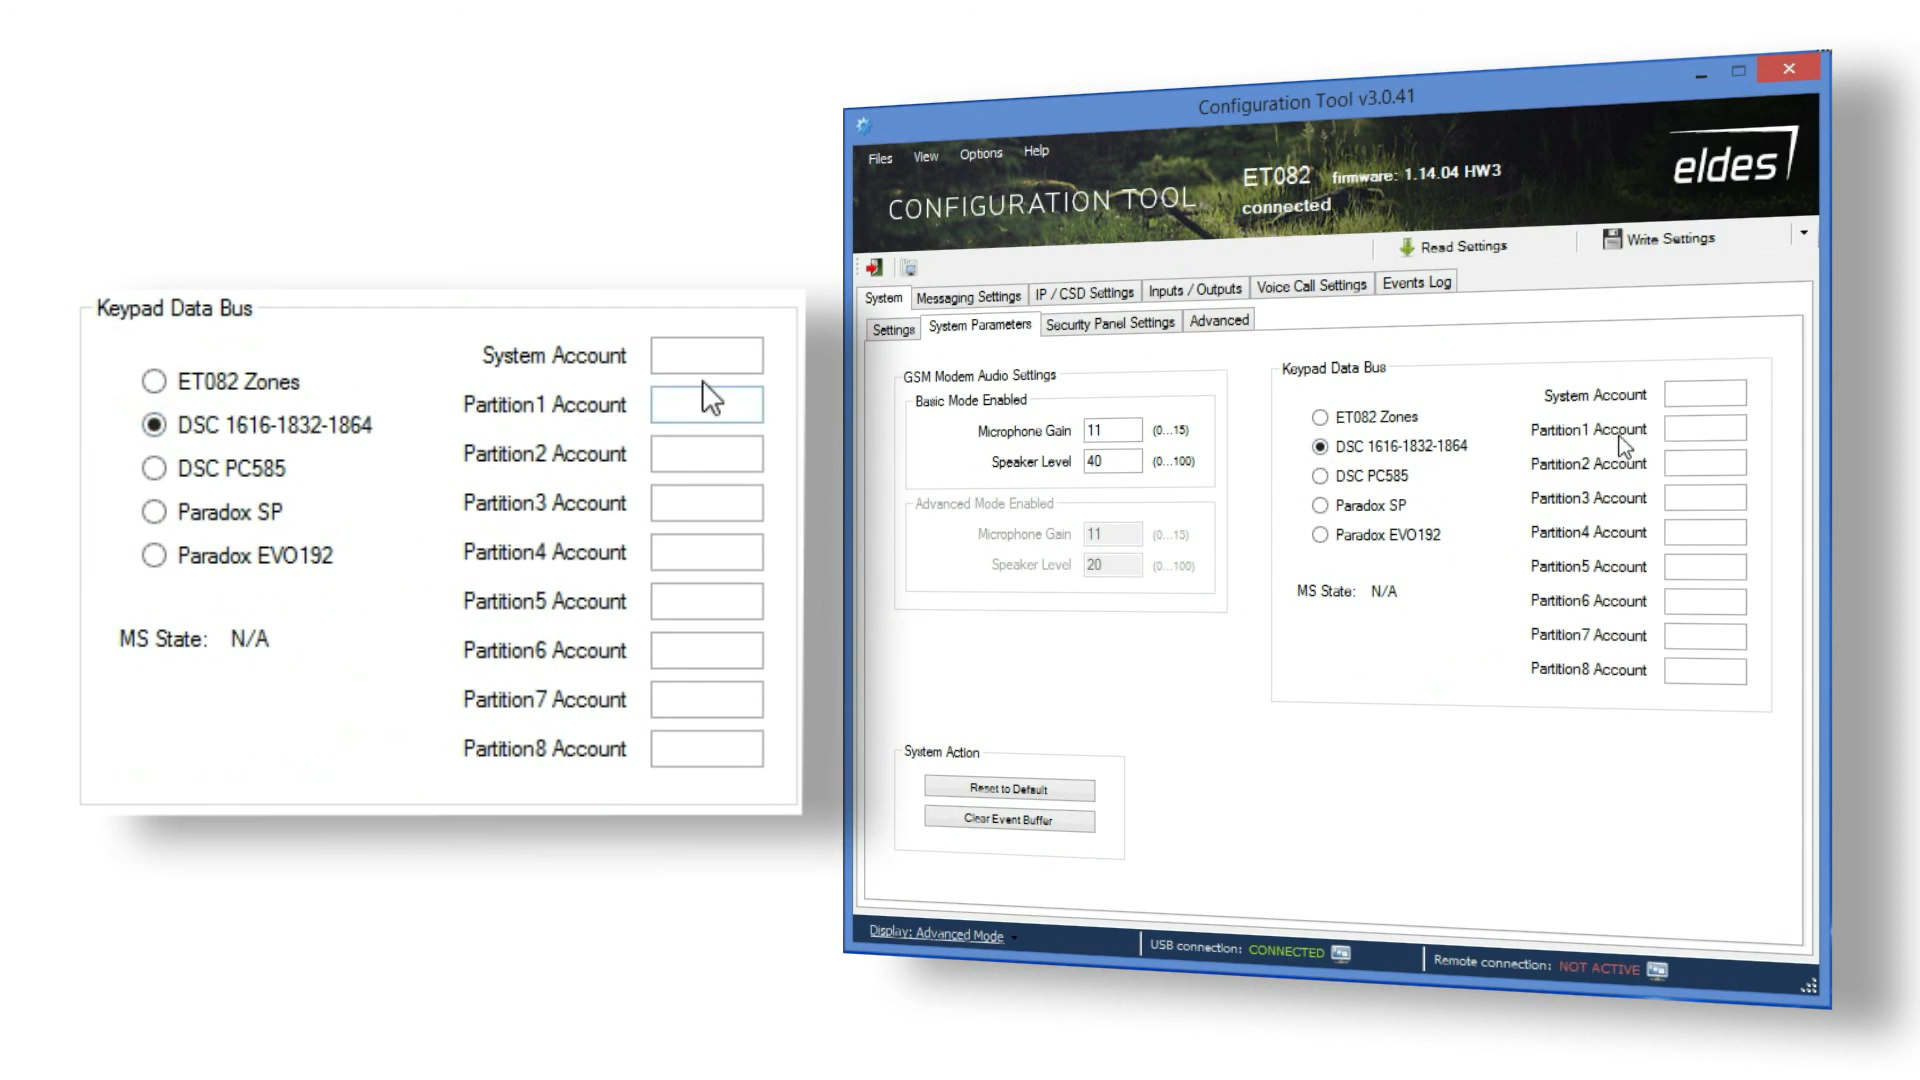 Keypad Data Bus
ET082 Zones
DSC 1616-1832-1864
DSC PC585
Paradox SP
Paradox EVO192
MS State: N/A
System Account
Partition1 Account
Partition2 Account
Partition3 Account
Partition4 Account
Partition5 Account
Partition6 Account
Partition7 Account
Partition8 Account
Configuration Tool v3.0.41
Files View Options Help
CONFIGURATION TOOL
ET082 firmware: 1.14.04 HW3
connected
eldes
Read Settings Write Settings
System Messaging Settings IP / CSD Settings Inputs / Outputs Voice Call Settings Events Log
Settings System Parameters Security Panel Settings Advanced
GSM Modem Audio Settings
Basic Mode Enabled
Microphone Gain 11 (0...15)
Speaker Level 40 (0...100)
Advanced Mode Enabled
Microphone Gain 11 (0...15)
Speaker Level 20 (0...100)
Keypad Data Bus
ET082 Zones
DSC 1616-1832-1864
DSC PC585
Paradox SP
Paradox EVO192
MS State: N/A
System Account
Partition1 Account
Partition2 Account
Partition3 Account
Partition4 Account
Partition5 Account
Partition6 Account
Partition7 Account
Partition8 Account
System Action
Reset to Default
Clear Event Buffer
Display: Advanced Mode
USB connection: CONNECTED
Remote connection: NOT ACTIVE